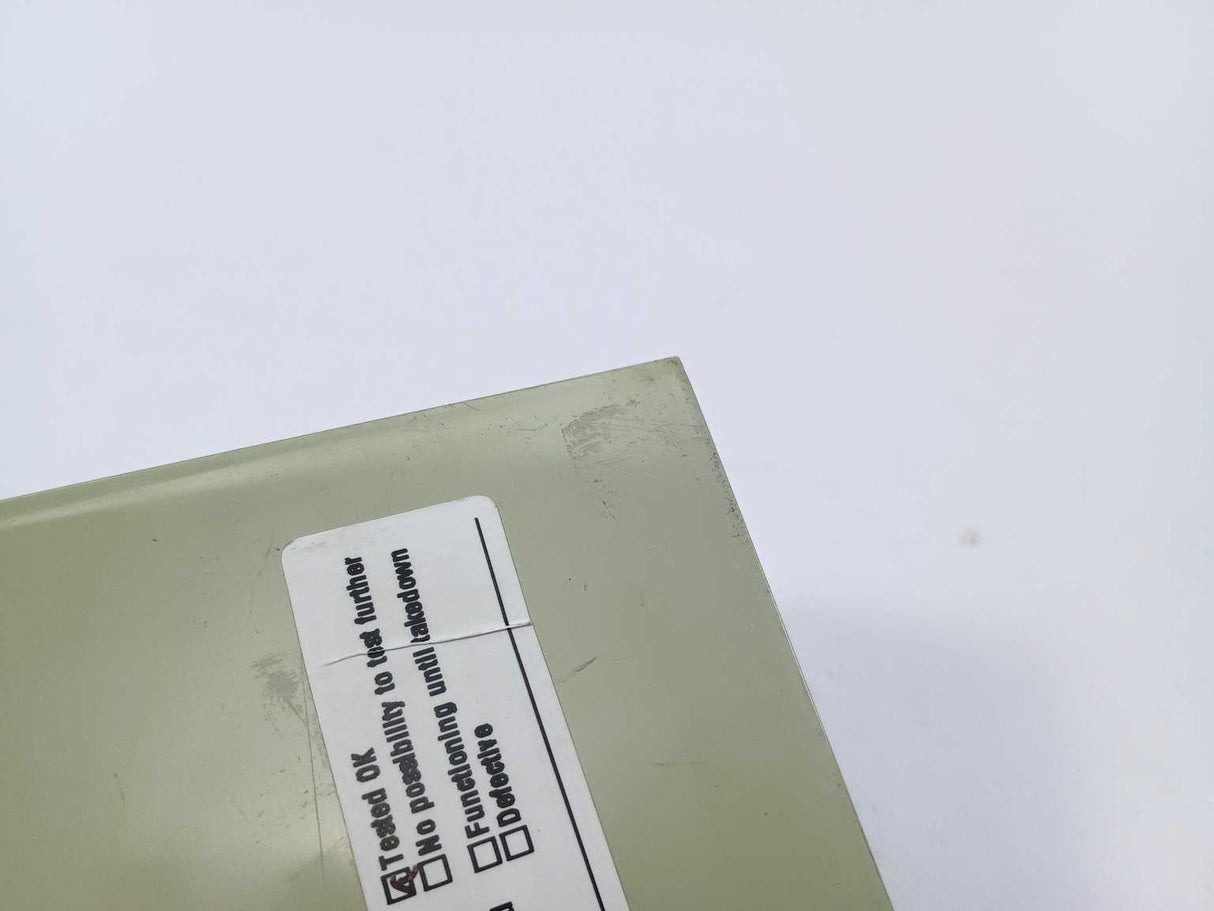 Tested OK
No possibility to test further
Functioning until takedown
Defective